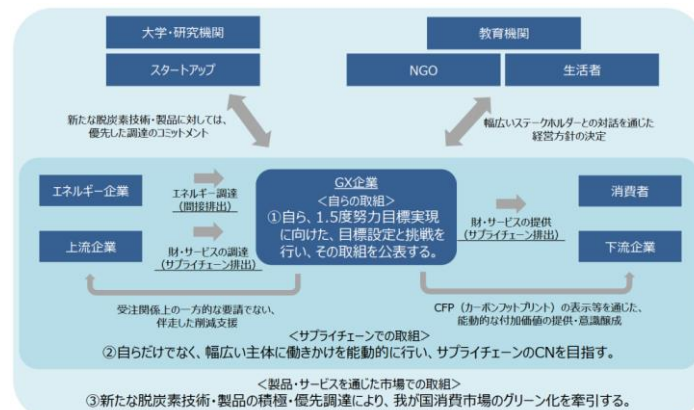 大学・研究機関
スタートアップ
教育機関
NGO
生活者
新たな脱炭素技術・製品に対しては、
優先した調達のコミットメント
幅広いステークホルダーとの対話を通じた
経営方針の決定
エネルギー企業
エネルギー調達
(間接排出)
上流企業
財・サービスの調達
(サプライチェーン排出)
GX企業
<自らの取組>
①自ら、1.5度努力目標実現
に向けた、目標設定と挑戦を
行い、その取組を公表する。
財・サービスの提供
(サプライチェーン排出)
消費者
下流企業
受注関係上の一方的な要請でない、
伴走した削減支援
CFP(カーボンフットプリント)の表示等を通じた、
能動的な付加価値の提供・意識醸成
<サプライチェーンでの取組>
②自らだけでなく、幅広い主体に働きかけを能動的に行い、サプライチェーンのCNを目指す。
<製品・サービスを通じた市場での取組>
③新たな脱炭素技術・製品の積極・優先調達により、我が国消費市場のグリーン化を牽引する。